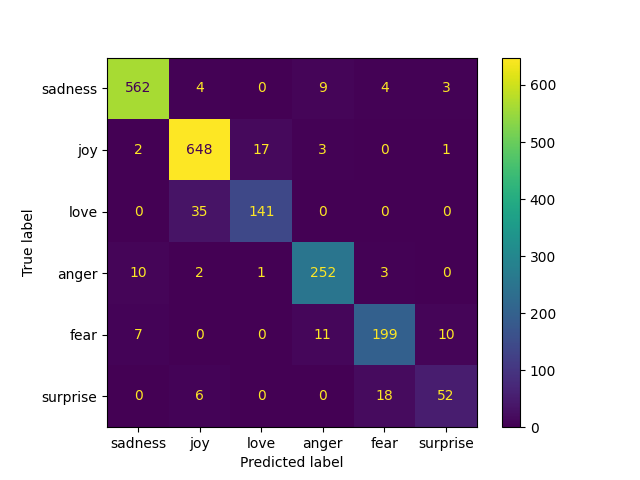 sadness 562 4 0 9 4 3
joy 2 648 17 3 0 1
love 0 35 141 0 0 0
anger 10 2 1 252 3 0
fear 7 0 0 11 199 10
surprise 0 6 0 0 18 52
sadness joy love anger fear surprise
Predicted label
True label
600
500
400
300
200
100
0